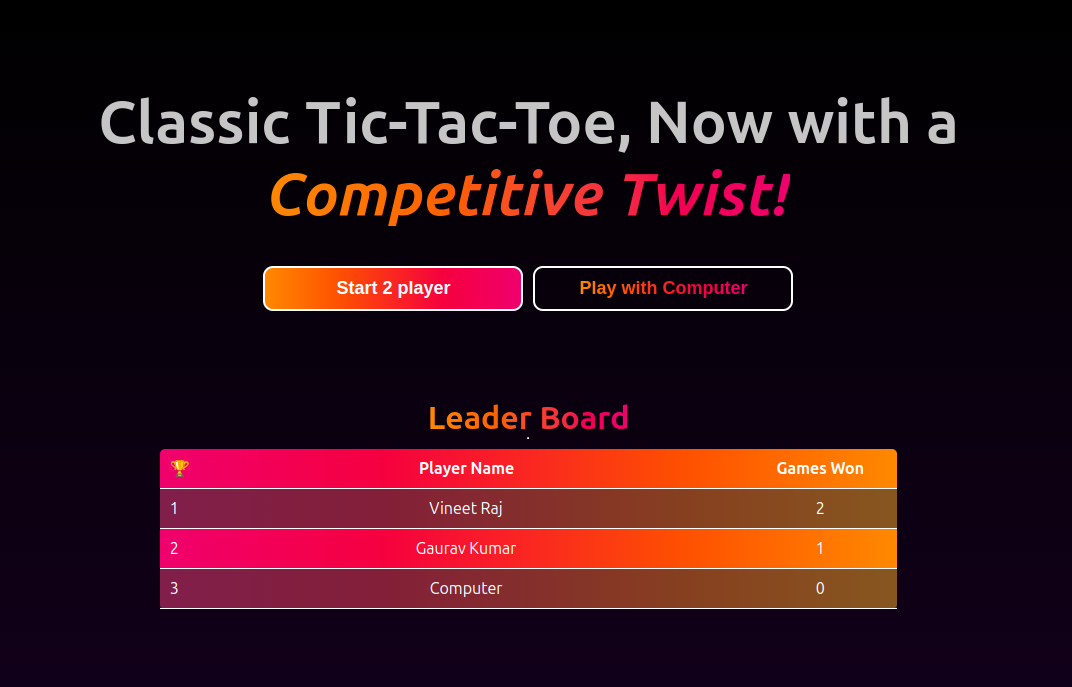 Classic Tic-Tac-Toe, Now with a
Competitive Twist!
Start 2 player Play with Computer
Leader Board
🏆 Player Name Games Won
1 Vineet Raj 2
2 Gaurav Kumar 1
3 Computer 0